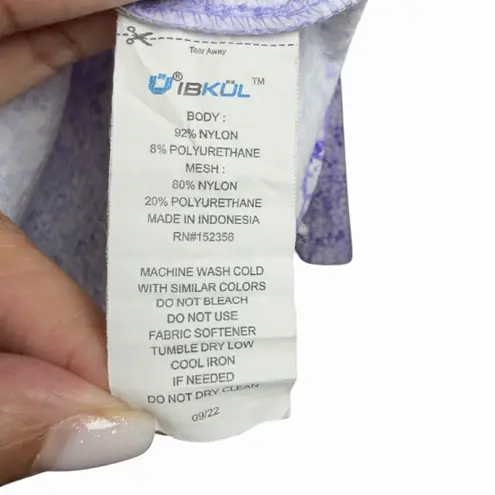 Tear Away
Ü® IBKÜL™
BODY :
92% NYLON
8% POLYURETHANE
MESH :
80% NYLON
20% POLYURETHANE
MADE IN INDONESIA
RN#152356
MACHINE WASH COLD
WITH SIMILAR COLORS
DO NOT BLEACH
DO NOT USE
FABRIC SOFTENER
TUMBLE DRY LOW
COOL IRON
IF NEEDED
DO NOT DRY CLEAN
09/22